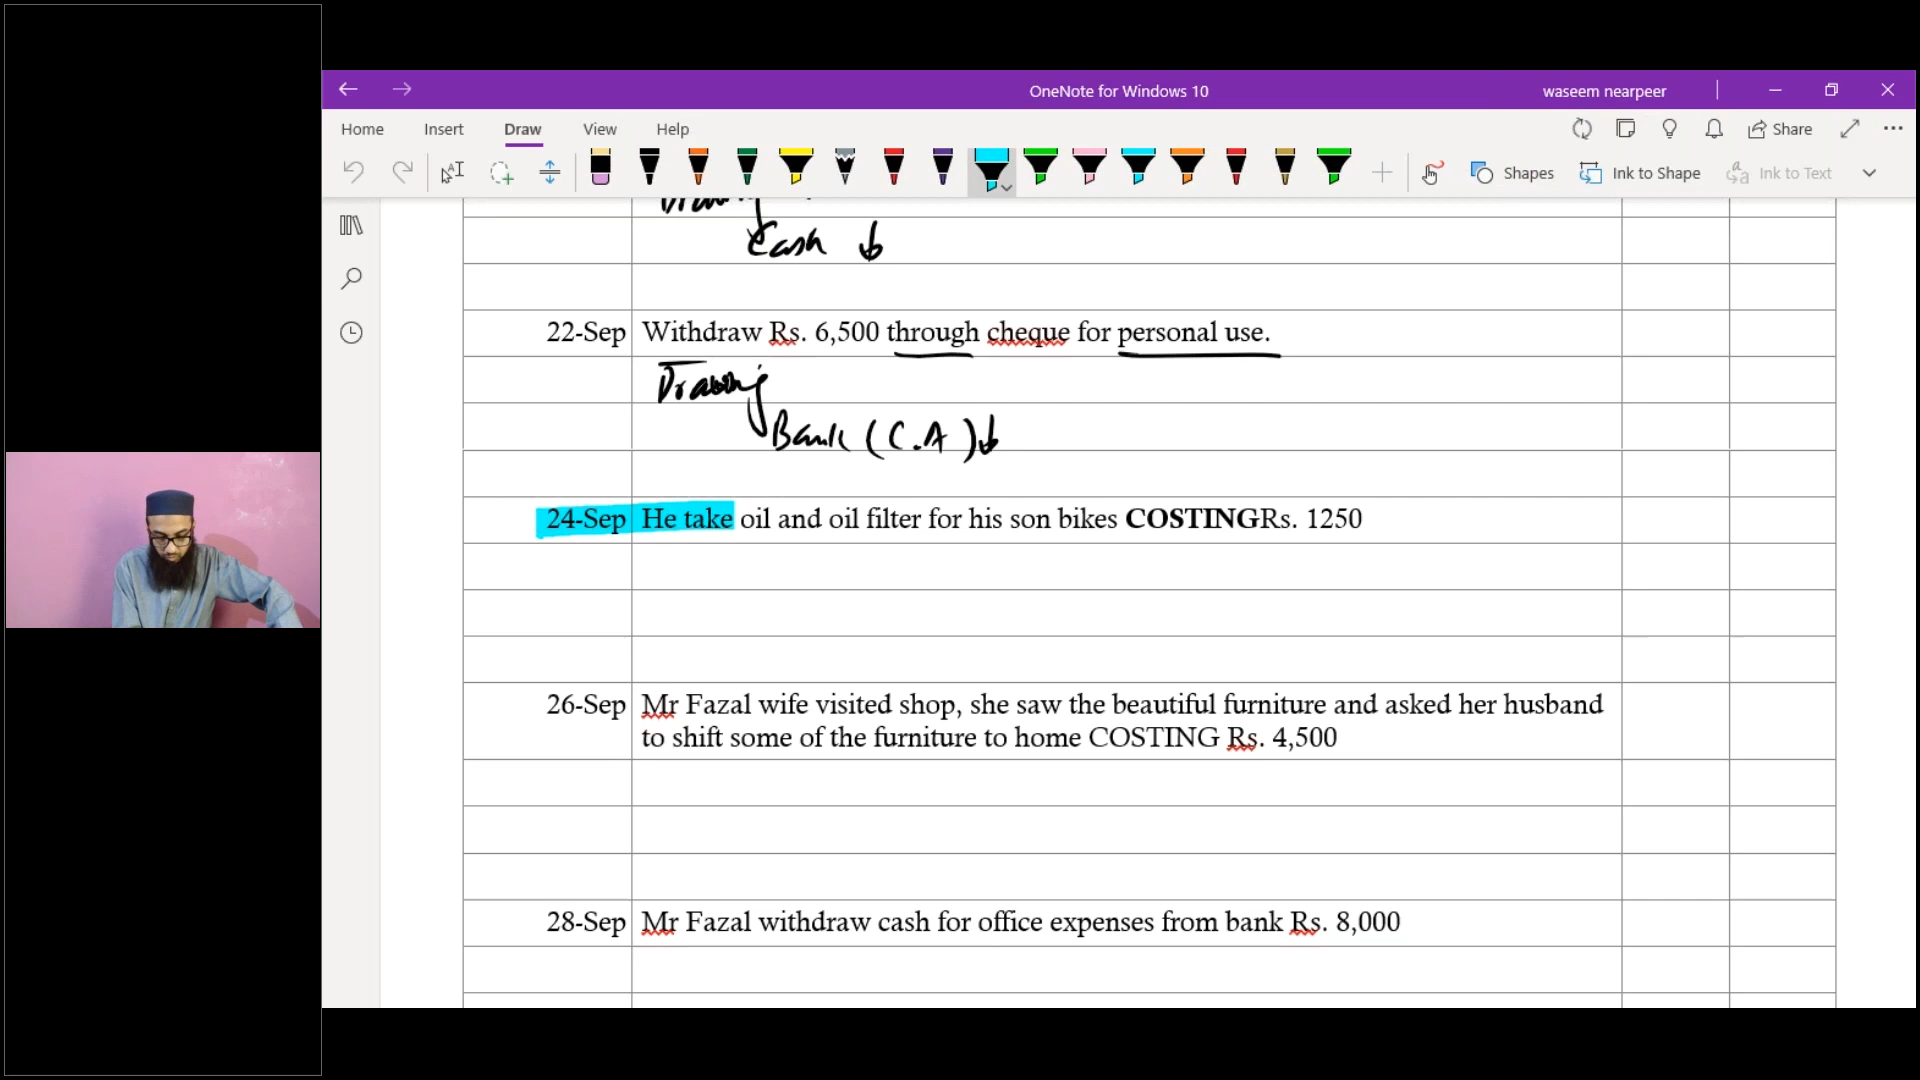 OneNote for Windows 10
waseem nearpeer
Home Insert Draw View Help
Share
Shapes Ink to Shape Ink to Text
Drawing
Cash ↓
22-Sep Withdraw Rs. 6,500 through cheque for personal use.
Drawing
Bank (C.A) ↓
24-Sep He take oil and oil filter for his son bikes COSTINGRs. 1250
26-Sep Mr Fazal wife visited shop, she saw the beautiful furniture and asked her husband
to shift some of the furniture to home COSTING Rs. 4,500
28-Sep Mr Fazal withdraw cash for office expenses from bank Rs. 8,000